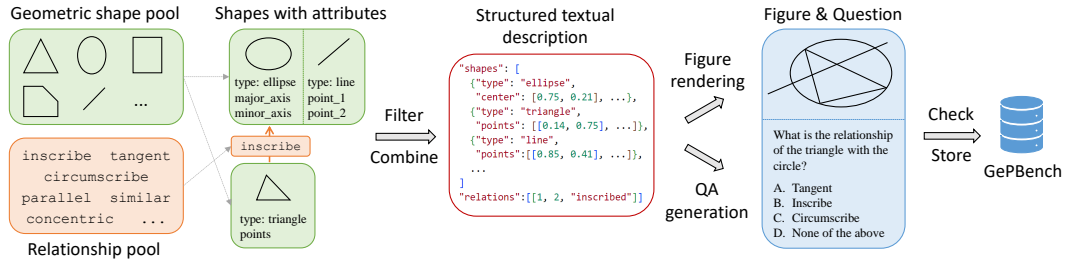 Geometric shape pool
...
inscribe tangent
circumscribe
parallel similar
concentric ...
Relationship pool
Shapes with attributes
type: ellipse
major_axis
minor_axis
type: line
point_1
point_2
inscribe
type: triangle
points
Filter
Combine
Structured textual
description
"shapes": [
{"type": "ellipse",
"center": [0.75, 0.21], ...},
{"type": "triangle",
"points": [[0.14, 0.75], ...]},
{"type": "line",
"points":[[0.85, 0.41], ...]},
...
]
"relations":[[1, 2, "inscribed"]]
Figure
rendering
QA
generation
Figure & Question
What is the relationship
of the triangle with the
circle?
A. Tangent
B. Inscribe
C. Circumscribe
D. None of the above
Check
Store
GePBench